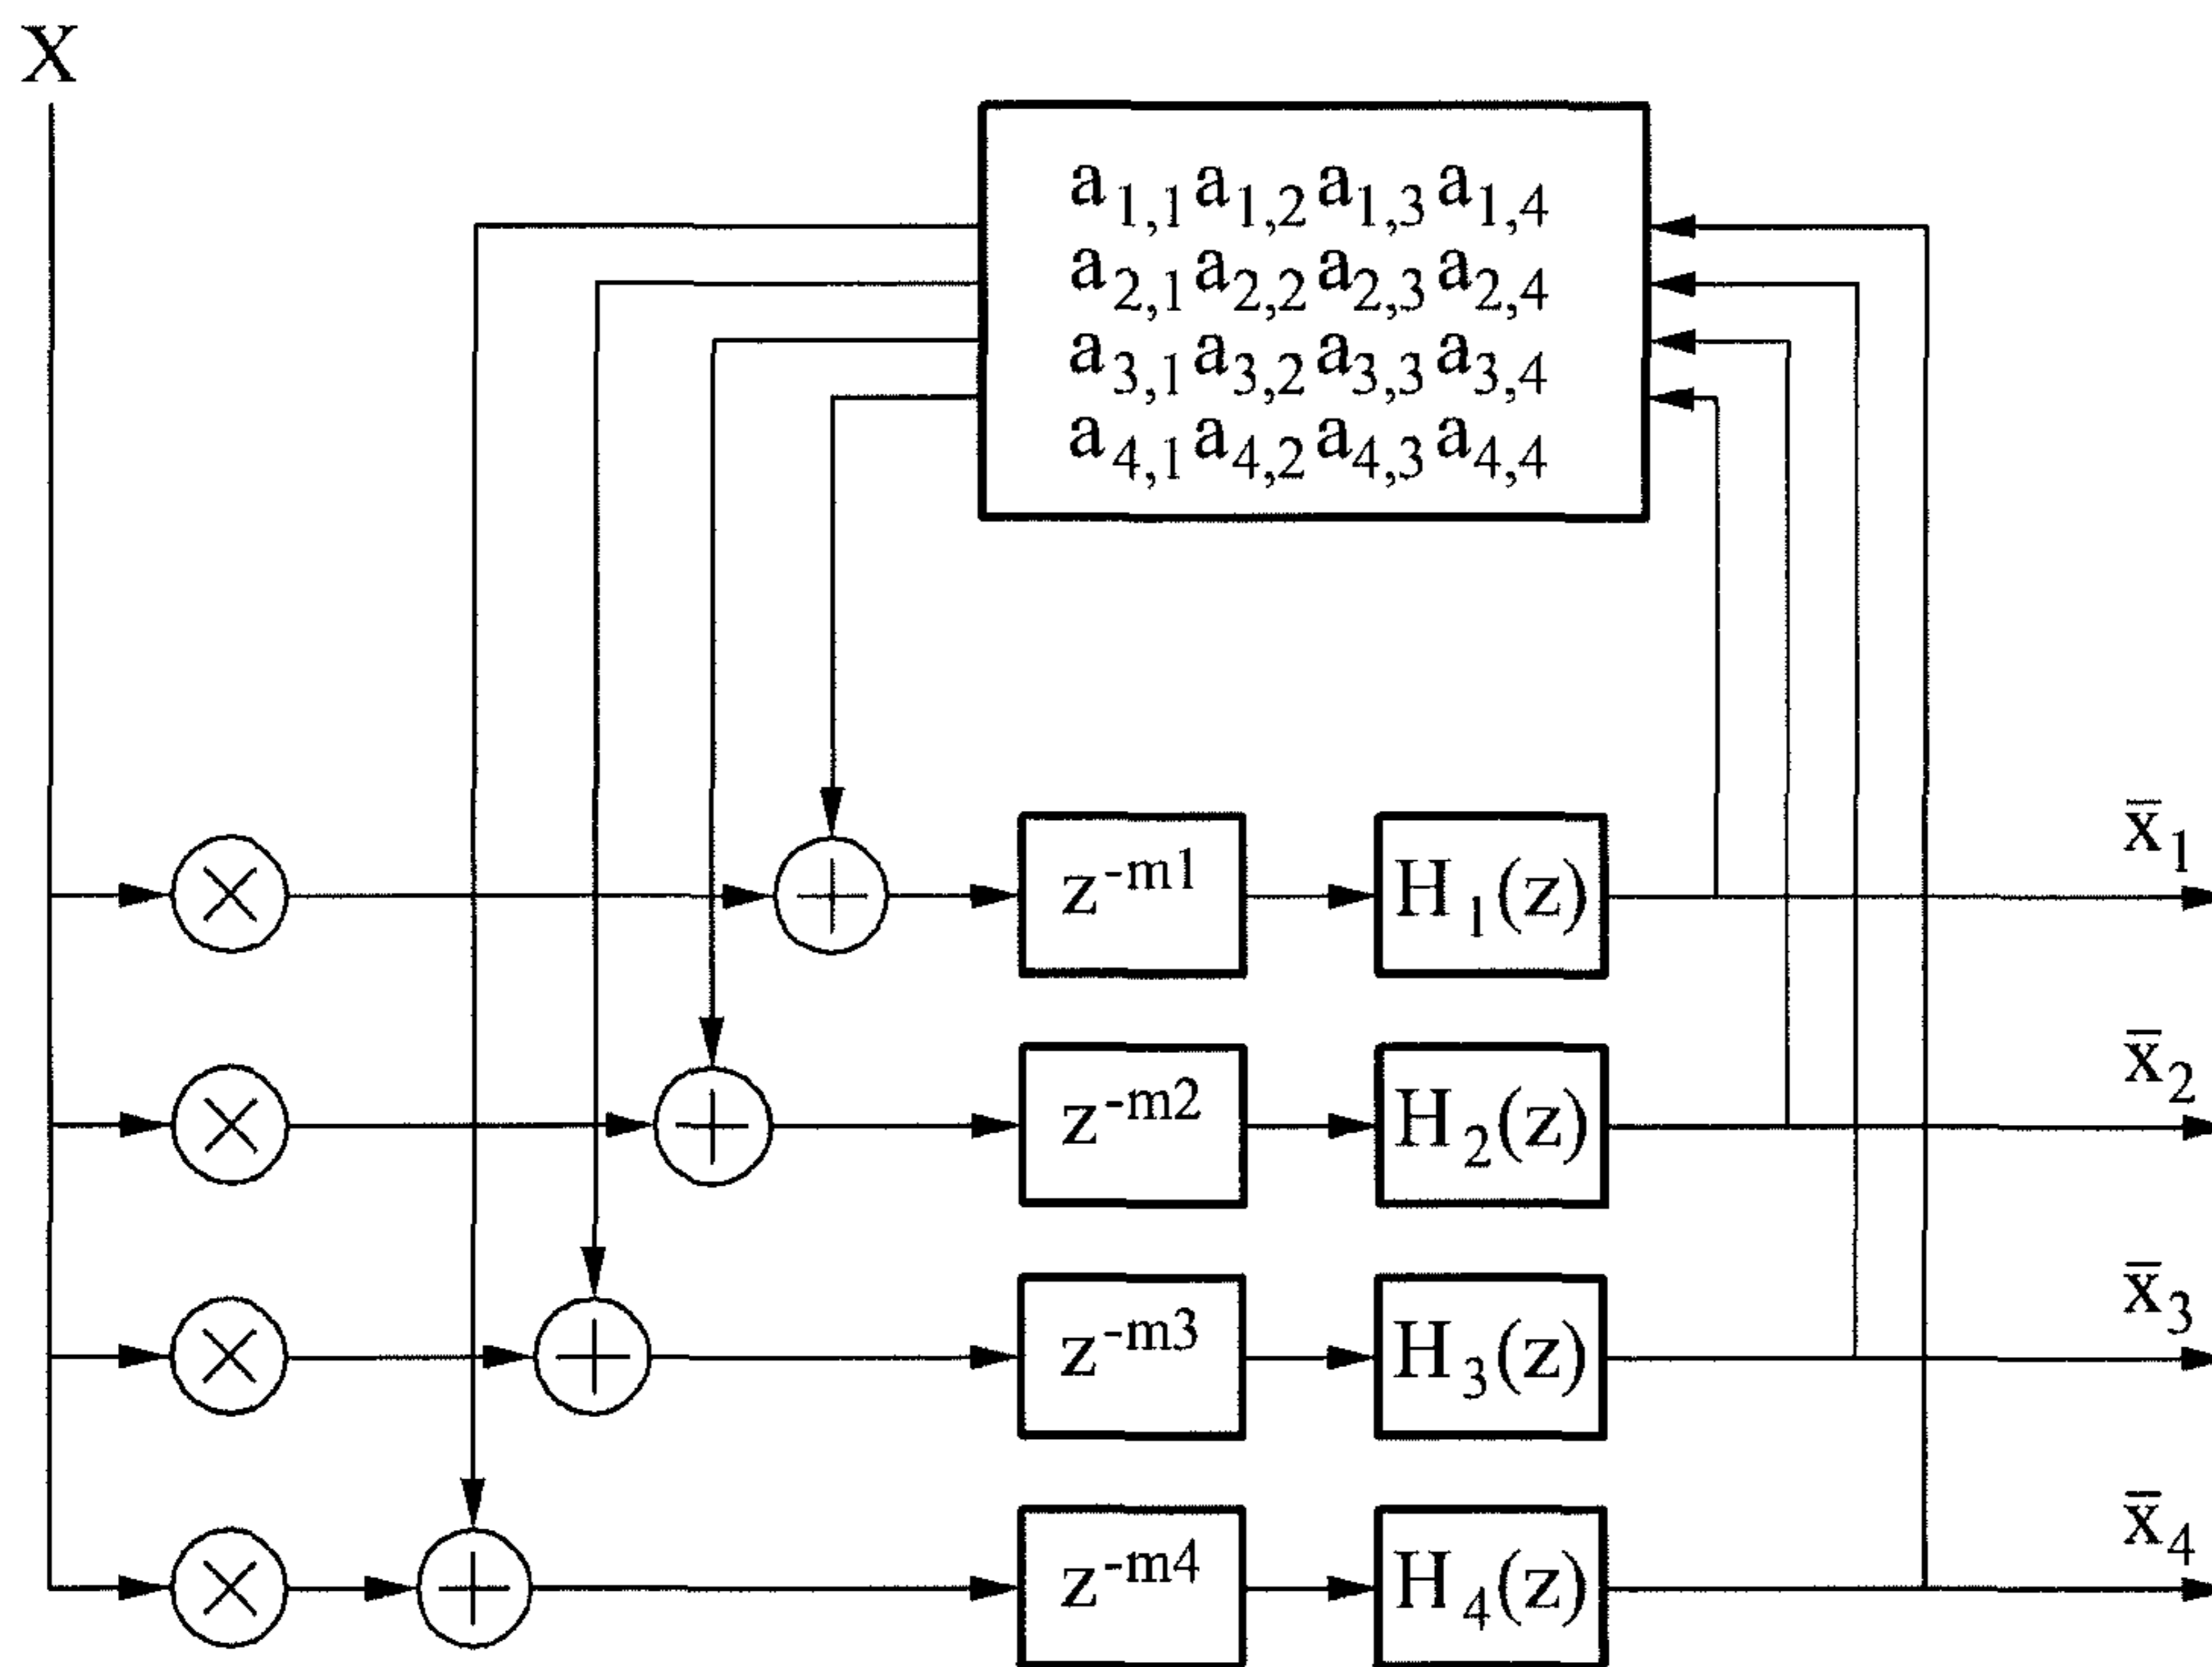 X
a1,1 a1,2 a1,3 a1,4
a2,1 a2,2 a2,3 a2,4
a3,1 a3,2 a3,3 a3,4
a4,1 a4,2 a4,3 a4,4
z^-m1 H1(z) x̄1
z^-m2 H2(z) x̄2
z^-m3 H3(z) x̄3
z^-m4 H4(z) x̄4